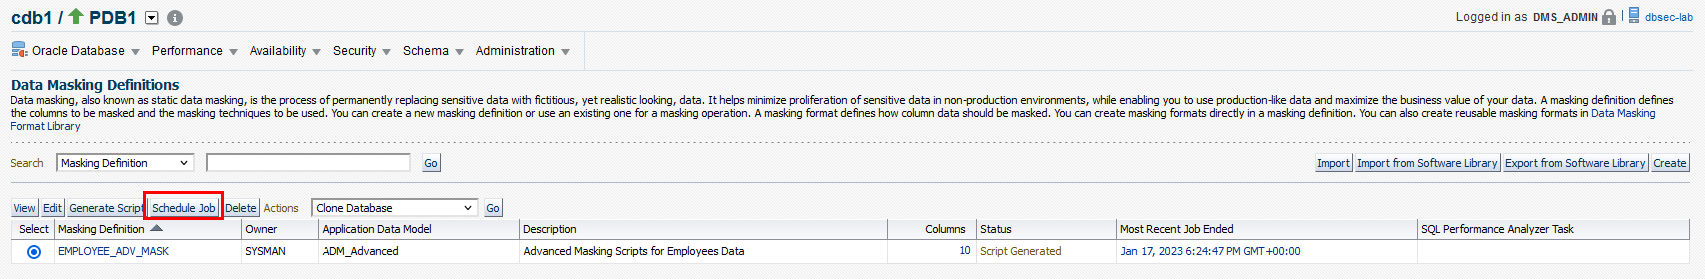 cdb1 / PDB1
Logged in as DMS_ADMIN dbsec-lab
Oracle Database Performance Availability Security Schema Administration
Data Masking Definitions
Data masking, also known as static data masking, is the process of permanently replacing sensitive data with fictitious, yet realistic looking, data. It helps minimize proliferation of sensitive data in non-production environments, while enabling you to use production-like data and maximize the business value of your data. A masking definition defines
the columns to be masked and the masking techniques to be used. You can create a new masking definition or use an existing one for a masking operation. A masking format defines how column data should be masked. You can create masking formats directly in a masking definition. You can also create reusable masking formats in Data Masking
Format Library
Search Masking Definition Go Import Import from Software Library Export from Software Library Create
View Edit Generate Script Schedule Job Delete Actions Clone Database Go
Select Masking Definition Owner Application Data Model Description Columns Status Most Recent Job Ended SQL Performance Analyzer Task
EMPLOYEE_ADV_MASK SYSMAN ADM_Advanced Advanced Masking Scripts for Employees Data 10 Script Generated Jan 17, 2023 6:24:47 PM GMT+00:00